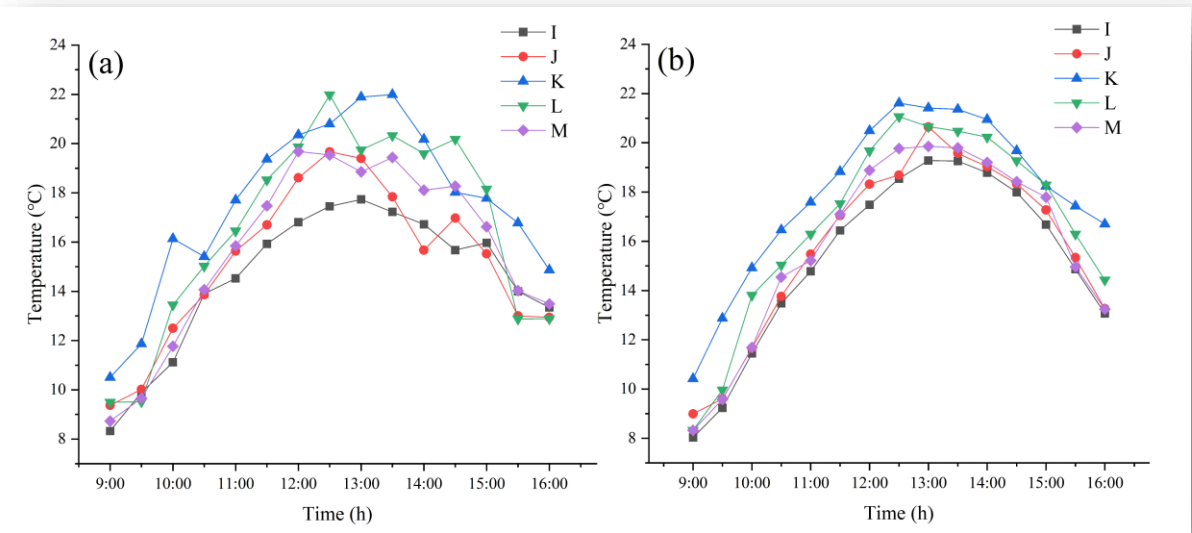 (a)
I
J
K
L
M
24
22
20
18
16
14
12
10
8
Temperature (℃)
9:00 10:00 11:00 12:00 13:00 14:00 15:00 16:00
Time (h)
(b)
I
J
K
L
M
24
22
20
18
16
14
12
10
8
Temperature (℃)
9:00 10:00 11:00 12:00 13:00 14:00 15:00 16:00
Time (h)